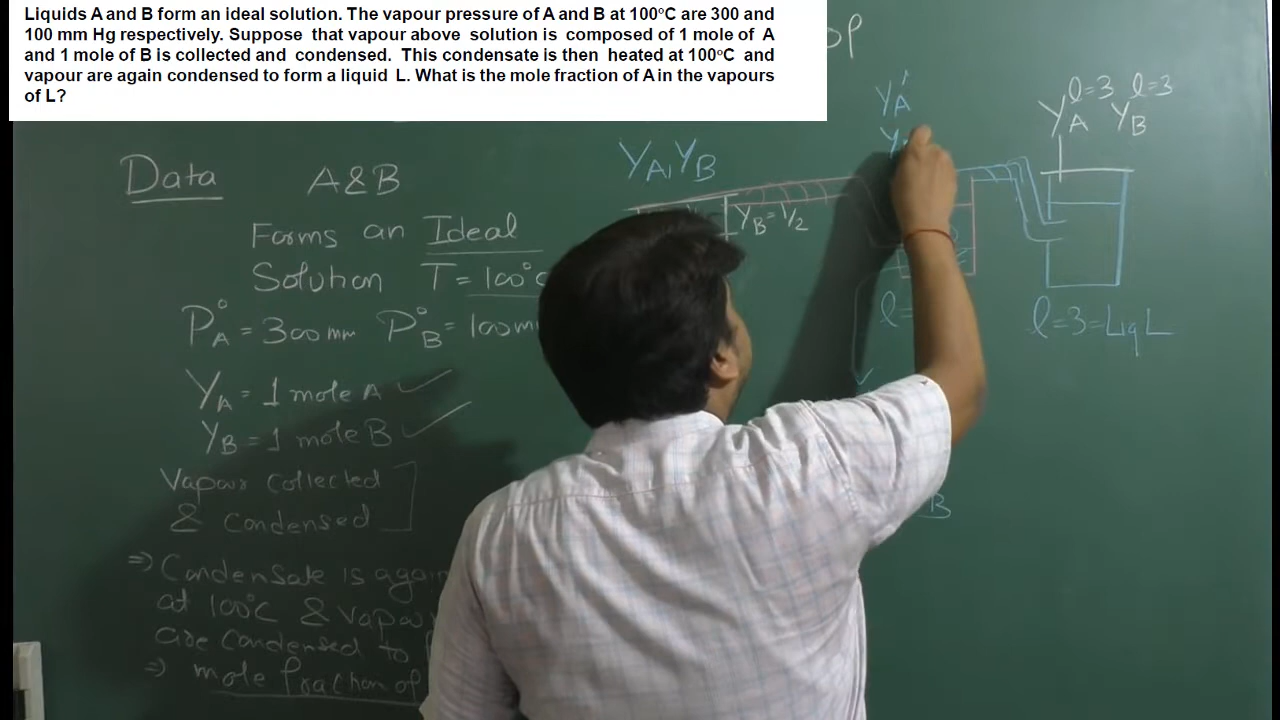 Liquids A and B form an ideal solution. The vapour pressure of A and B at 100°C are 300 and
100 mm Hg respectively. Suppose that vapour above solution is composed of 1 mole of A
and 1 mole of B is collected and condensed. This condensate is then heated at 100°C and
vapour are again condensed to form a liquid L. What is the mole fraction of A in the vapours
of L?
Data A&B
Forms an Ideal
Solution T = 100°C
P°A = 300mm P°B = 100m
YA = 1 mole A ✓
YB = 1 mole B ✓
Vapour Collected
& Condensed
⇒ Condensate is again
at 100°C & Vapou
are Condensed to
⇒ mole fraction of
YA, YB
YB = 1/2
YA'
l=3 l=3
YA YB
l=
l=3=Liq L
B